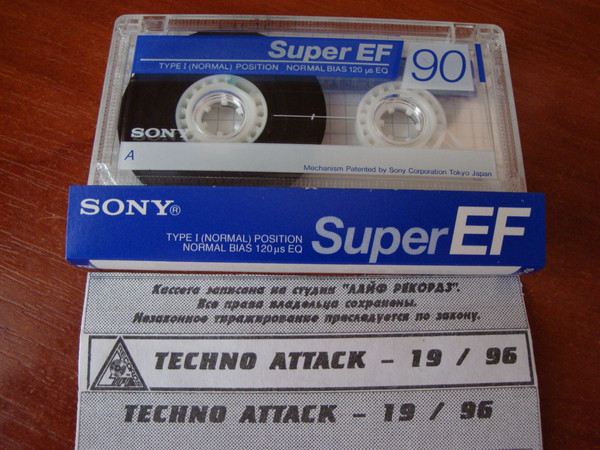 Super EF
TYPE I (NORMAL) POSITION NORMAL BIAS 120 µs EQ
90
SONY
A
Mechanism Patented by Sony Corporation Tokyo Japan
SONY®
TYPE I (NORMAL) POSITION
NORMAL BIAS 120 µs EQ
Super EF
Кассета записана на студии "ЛАЙФ РЕКОРДЗ".
Все права владельца сохранены.
Незаконное тиражирование преследуется по закону.
TECHNO ATTACK - 19 / 96
TECHNO ATTACK - 19 / 96